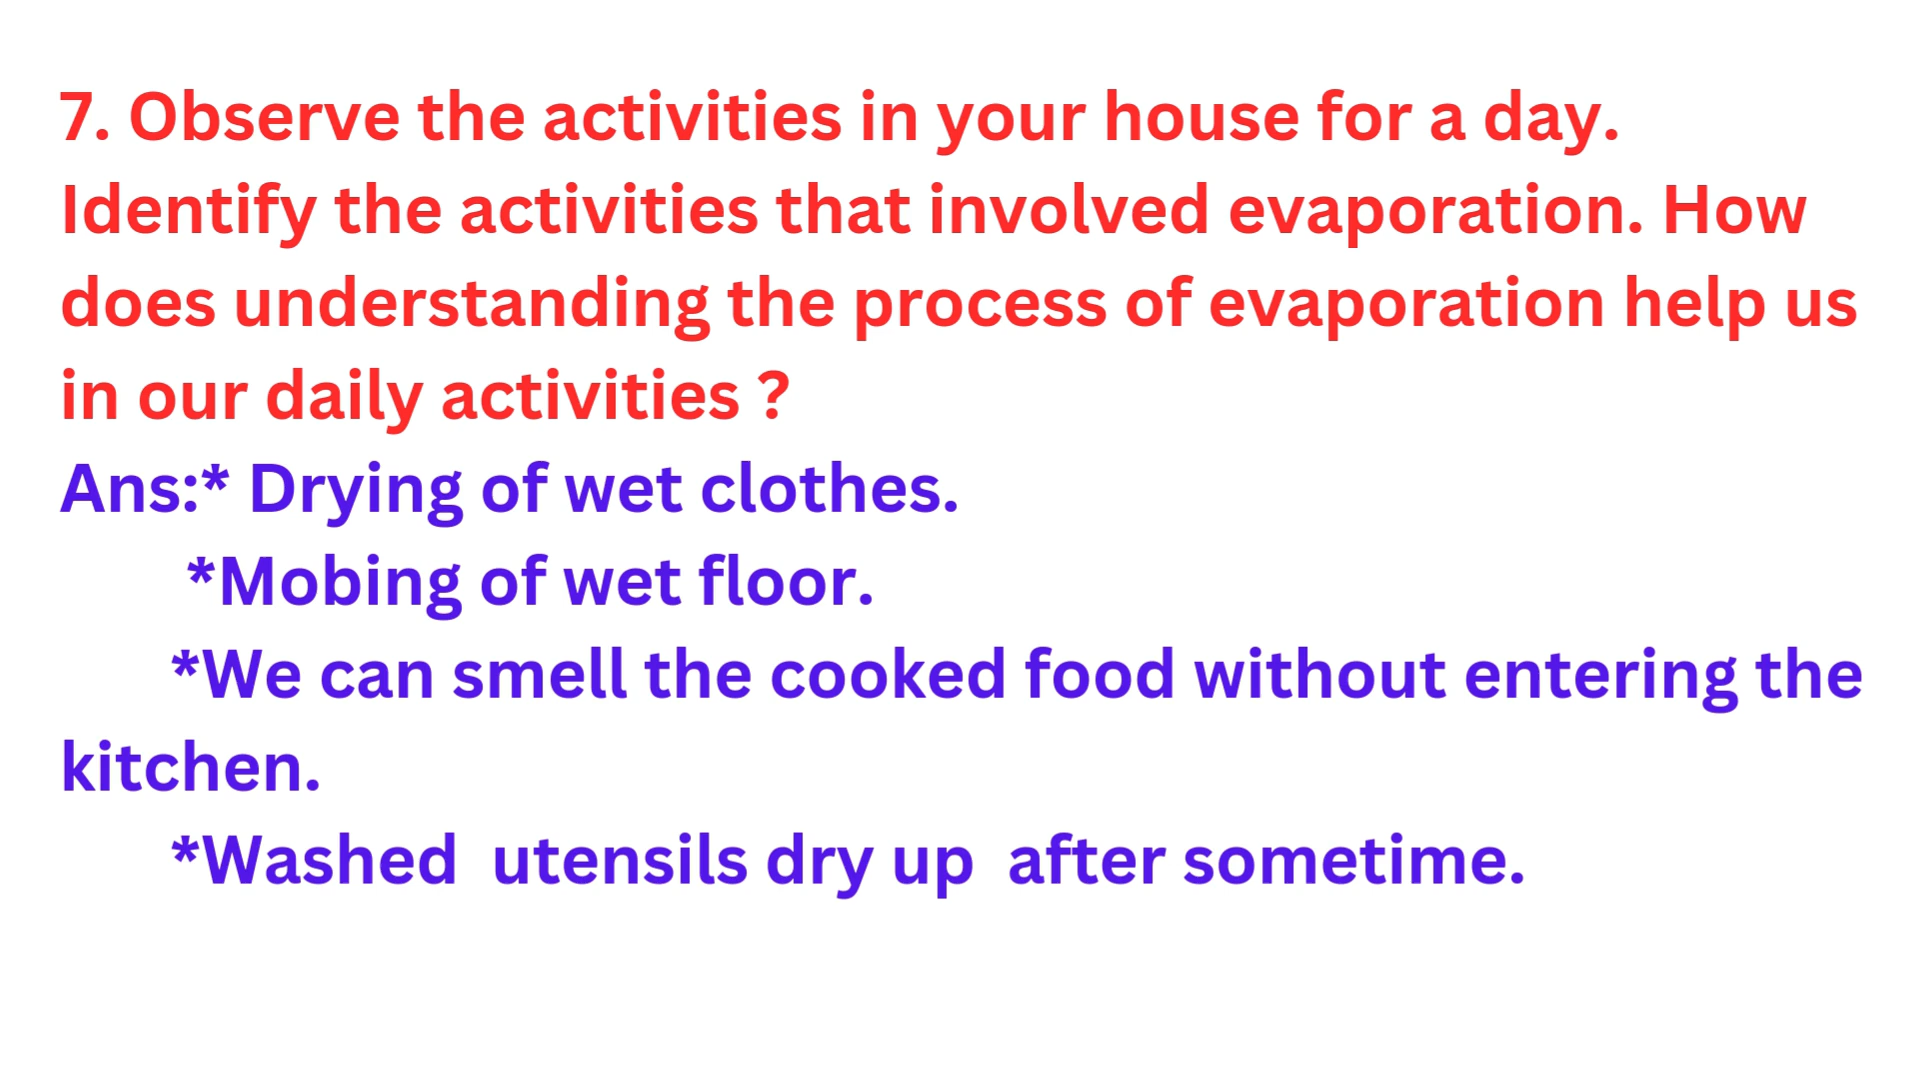 7. Observe the activities in your house for a day.
Identify the activities that involved evaporation. How
does understanding the process of evaporation help us
in our daily activities ?
Ans:* Drying of wet clothes.
*Mobing of wet floor.
*We can smell the cooked food without entering the
kitchen.
*Washed  utensils dry up  after sometime.